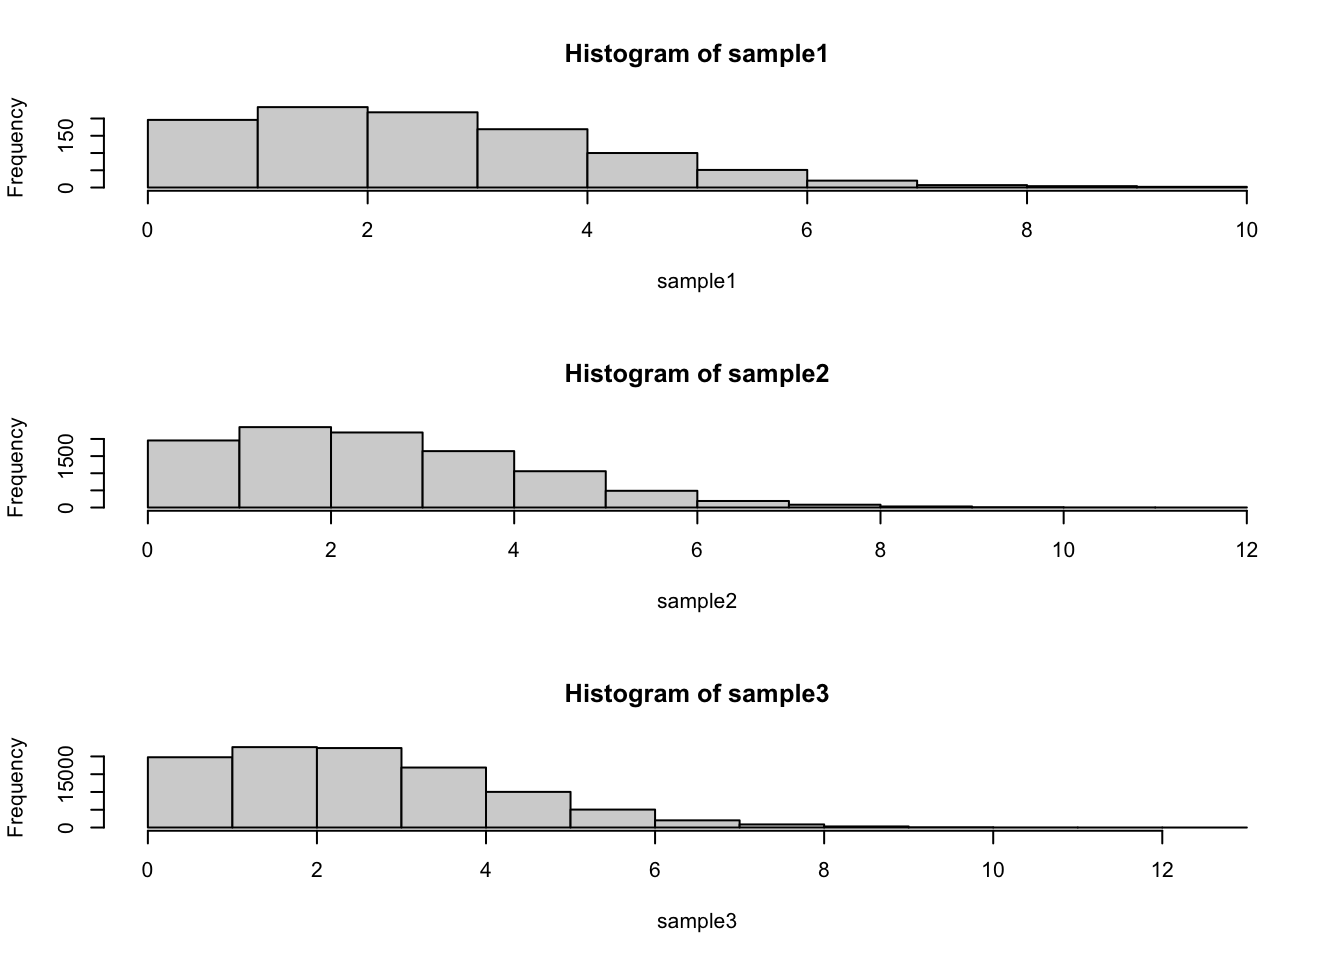 Histogram of sample1
Frequency
150
0
0 2 4 6 8 10
sample1
Histogram of sample2
Frequency
1500
0
0 2 4 6 8 10 12
sample2
Histogram of sample3
Frequency
15000
0
0 2 4 6 8 10 12
sample3